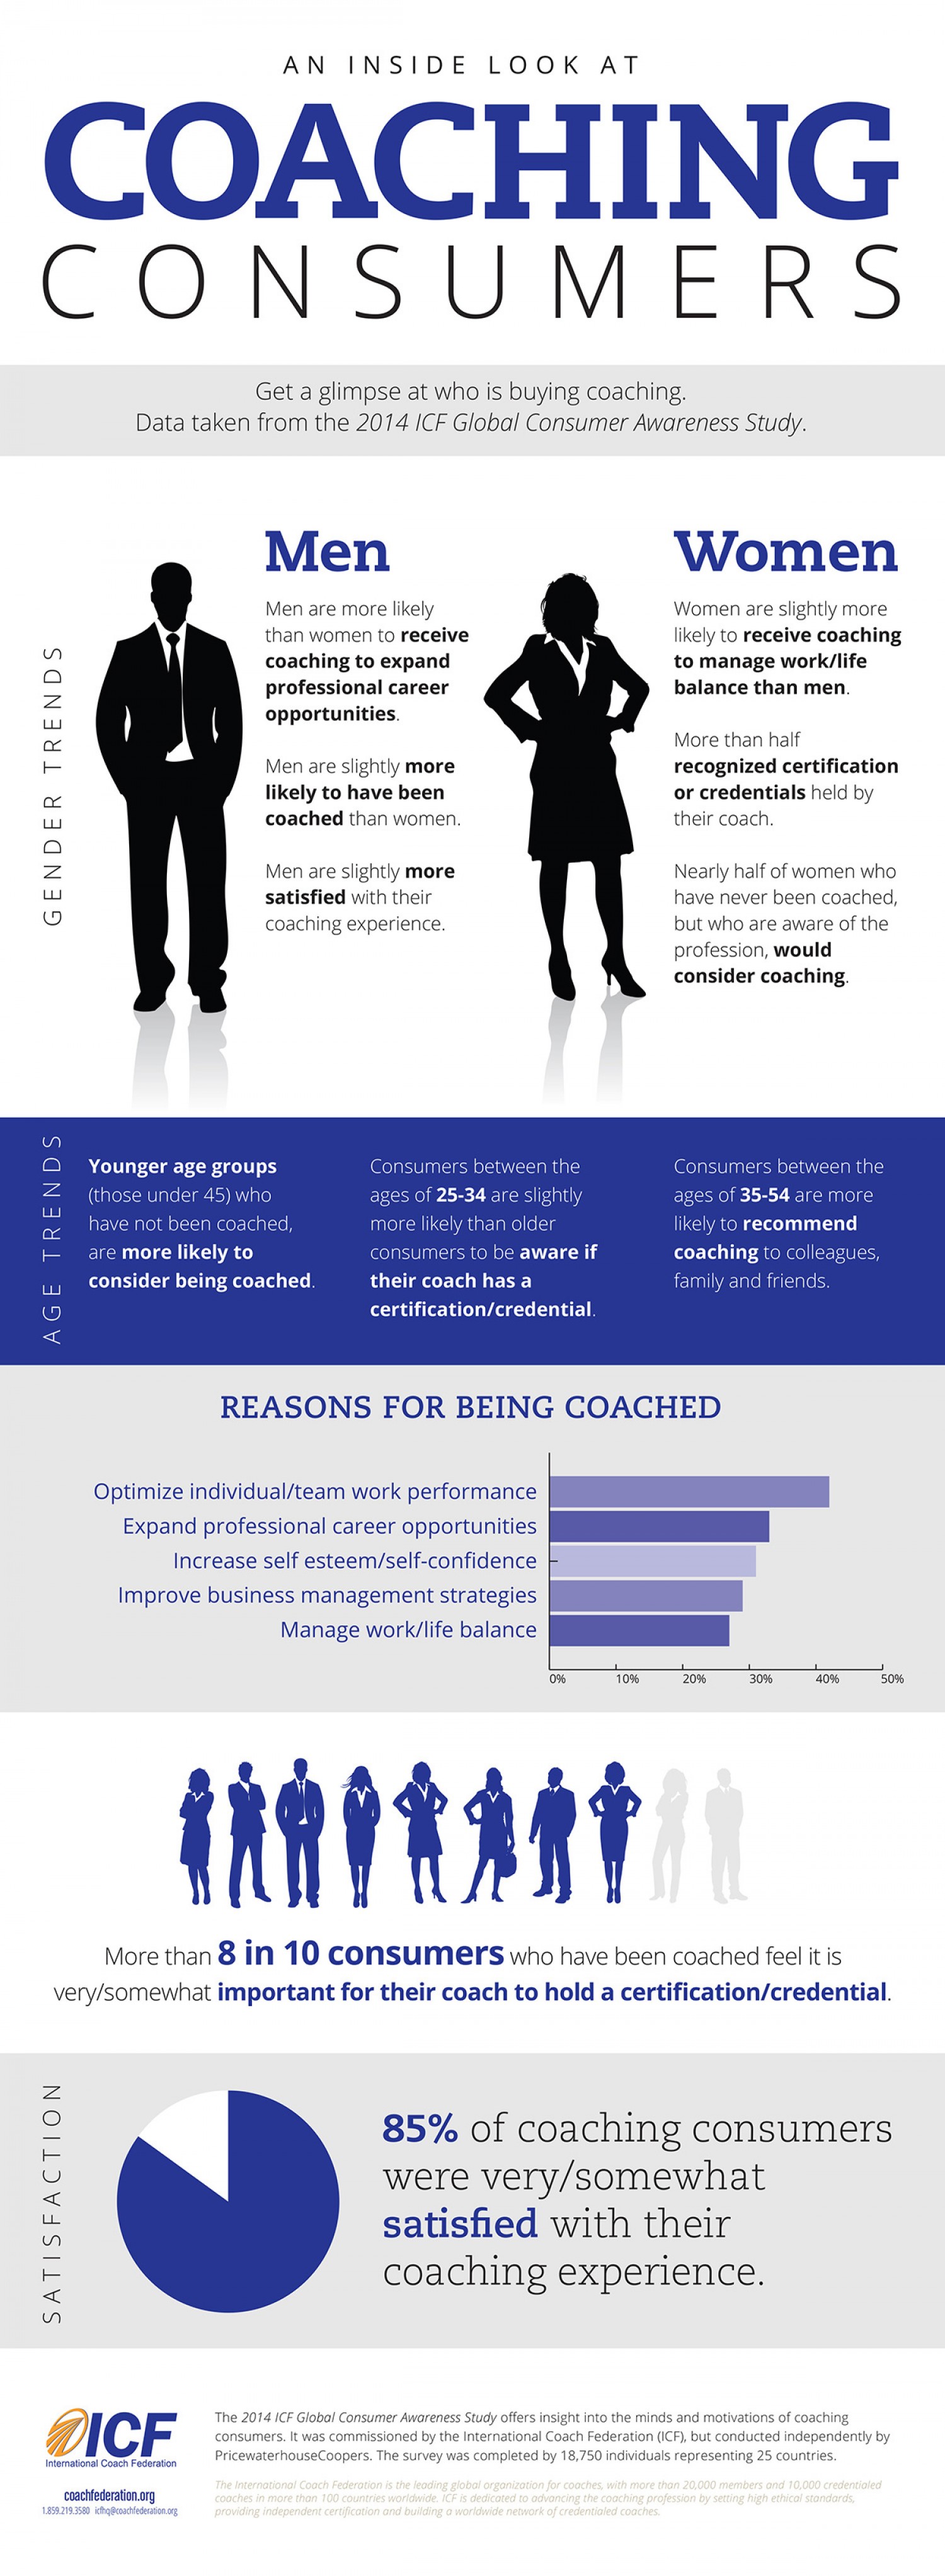 AN INSIDE LOOK AT
COACHING
CONSUMERS
Get a glimpse at who is buying coaching.
Data taken from the 2014 ICF Global Consumer Awareness Study.
GENDER TRENDS
Men
Men are more likely
than women to receive
coaching to expand
professional career
opportunities.
Men are slightly more
likely to have been
coached than women.
Men are slightly more
satisfied with their
coaching experience.
Women
Women are slightly more
likely to receive coaching
to manage work/life
balance than men.
More than half
recognized certification
or credentials held by
their coach.
Nearly half of women who
have never been coached,
but who are aware of the
profession, would
consider coaching.
AGE TRENDS
Younger age groups
(those under 45) who
have not been coached,
are more likely to
consider being coached.
Consumers between the
ages of 25-34 are slightly
more likely than older
consumers to be aware if
their coach has a
certification/credential.
Consumers between the
ages of 35-54 are more
likely to recommend
coaching to colleagues,
family and friends.
REASONS FOR BEING COACHED
Optimize individual/team work performance
Expand professional career opportunities
Increase self esteem/self-confidence
Improve business management strategies
Manage work/life balance
0% 10% 20% 30% 40% 50%
More than 8 in 10 consumers who have been coached feel it is
very/somewhat important for their coach to hold a certification/credential.
SATISFACTION
85% of coaching consumers
were very/somewhat
satisfied with their
coaching experience.
ICF
International Coach Federation
coachfederation.org
1.859.219.3580 icfhq@coachfederation.org
The 2014 ICF Global Consumer Awareness Study offers insight into the minds and motivations of coaching
consumers. It was commissioned by the International Coach Federation (ICF), but conducted independently by
PricewaterhouseCoopers. The survey was completed by 18,750 individuals representing 25 countries.
The International Coach Federation is the leading global organization for coaches, with more than 20,000 members and 10,000 credentialed
coaches in more than 100 countries worldwide. ICF is dedicated to advancing the coaching profession by setting high ethical standards,
providing independent certification and building a worldwide network of credentialed coaches.